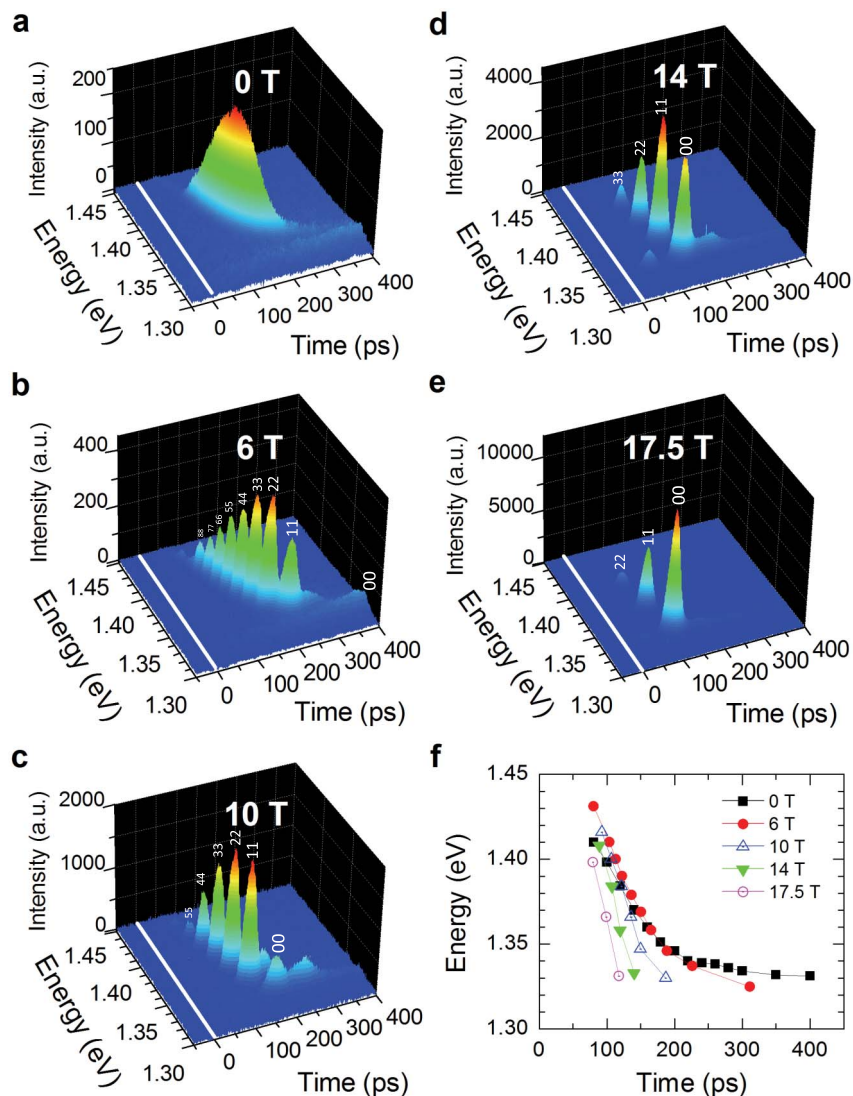 a
0 T
Intensity (a.u.)
200
100
0
1.45
1.40
1.35
1.30
Energy (eV)
0
100
200
300
400
Time (ps)
b
6 T
Intensity (a.u.)
400
200
0
88
77
66
55
44
33
22
11
00
1.45
1.40
1.35
1.30
Energy (eV)
0
100
200
300
400
Time (ps)
c
10 T
Intensity (a.u.)
2000
1000
0
55
44
33
22
11
00
1.45
1.40
1.35
1.30
Energy (eV)
0
100
200
300
400
Time (ps)
d
14 T
Intensity (a.u.)
4000
2000
0
33
22
11
00
1.45
1.40
1.35
1.30
Energy (eV)
0
100
200
300
400
Time (ps)
e
17.5 T
Intensity (a.u.)
10000
5000
0
22
11
00
1.45
1.40
1.35
1.30
Energy (eV)
0
100
200
300
400
Time (ps)
f
1.45
1.40
1.35
1.30
Energy (eV)
0 T
6 T
10 T
14 T
17.5 T
0 100 200 300 400
Time (ps)